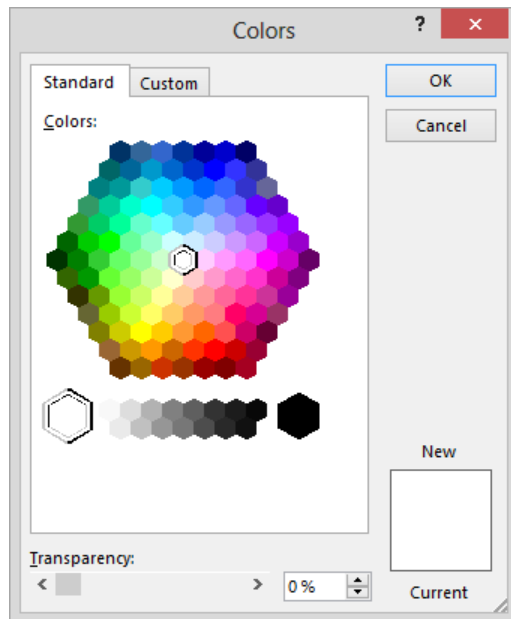 Colors
?
Standard
Custom
OK
Cancel
Colors:
New
Transparency:
0 %
Current